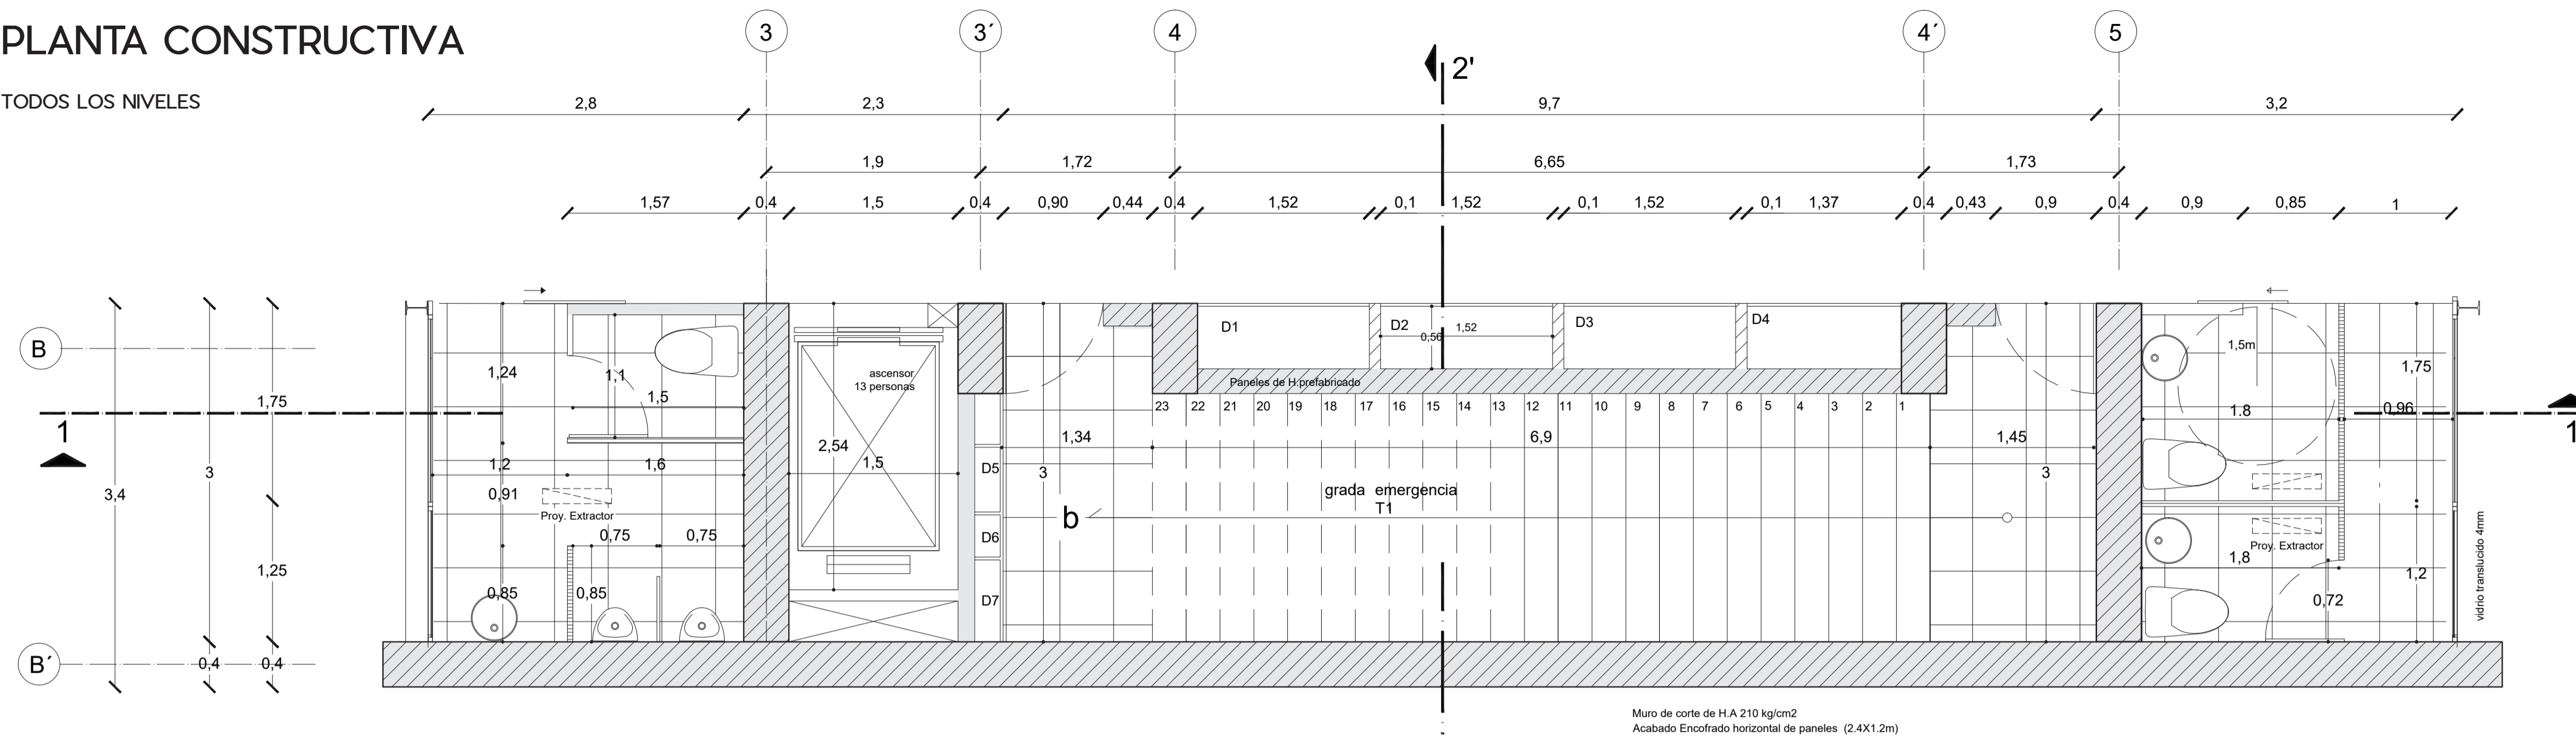 PLANTA CONSTRUCTIVA
TODOS LOS NIVELES
3 3´ 4 4´ 5
2'
2,8 2,3 9,7 3,2
1,9 1,72 6,65 1,73
1,57 0,4 1,5 0,4 0,90 0,44 0,4 1,52 0,1 1,52 0,1 1,52 0,1 1,37 0,4 0,43 0,9 0,4 0,9 0,85 1
B
D1 D2 0,56 1,52 D3 D4
1,5m
1,24 1,1 1,5
ascensor
13 personas
Paneles de H.prefabricado
1,75
1,75
23 22 21 20 19 18 17 16 15 14 13 12 11 10 9 8 7 6 5 4 3 2 1
1.8 0,96
1 1
2,54 1,34 6,9 1,45
1,2 1,6 1,5 D5 3 3
3,4 3 0,91
grada emergencia
T1
b
Proy. Extractor
0,75 0,75 D6
Proy. Extractor
1,8
1,25
1,2
0,85 0,85 D7 0,72
vidrio translucido 4mm
B´ 0,4 0,4
Muro de corte de H.A 210 kg/cm2
Acabado Encofrado horizontal de paneles (2.4X1.2m)